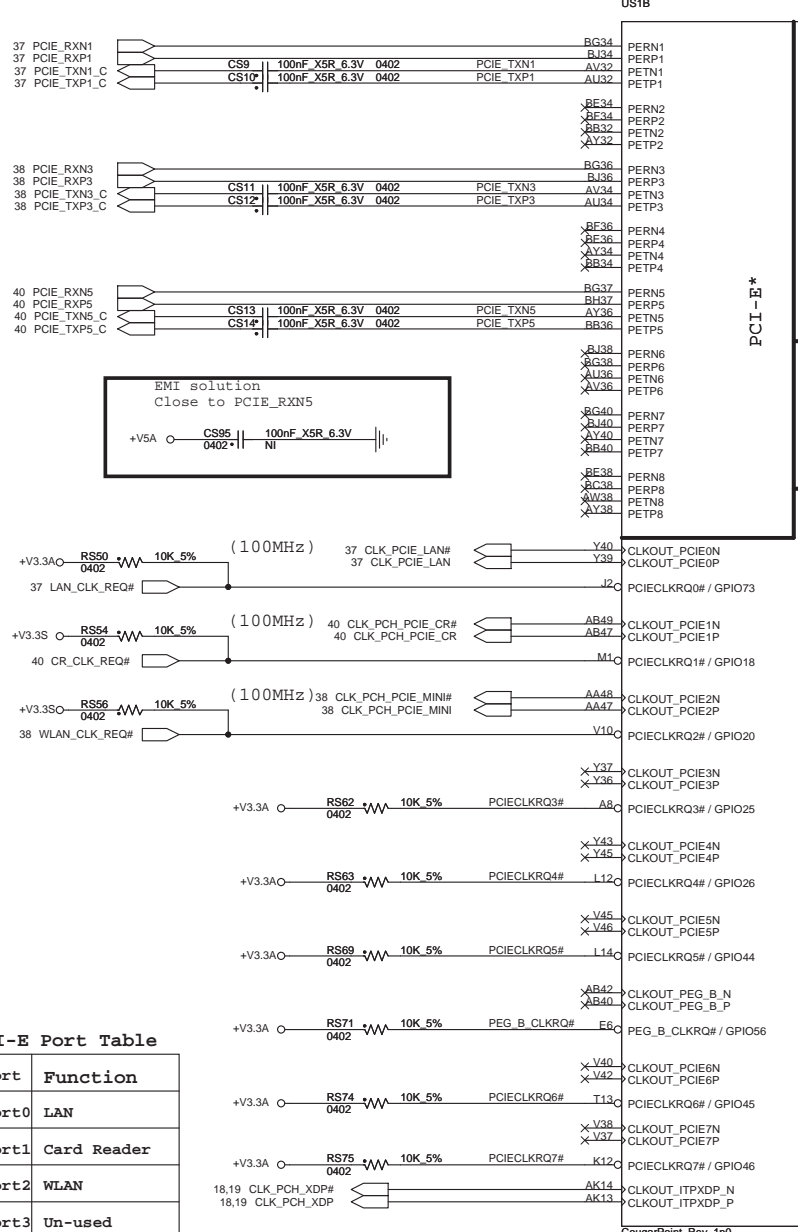 US1B
37 PCIE_RXN1 BG34 PERN1
37 PCIE_RXP1 BJ34 PERP1
37 PCIE_TXN1_C CS9 100nF_X5R_6.3V 0402 PCIE_TXN1 AV32 PETN1
37 PCIE_TXP1_C CS10 100nF_X5R_6.3V 0402 PCIE_TXP1 AU32 PETP1
BE34 PERN2
BF34 PERP2
BB32 PETN2
AY32 PETP2
38 PCIE_RXN3 BG36 PERN3
38 PCIE_RXP3 BJ36 PERP3
38 PCIE_TXN3_C CS11 100nF_X5R_6.3V 0402 PCIE_TXN3 AV34 PETN3
38 PCIE_TXP3_C CS12 100nF_X5R_6.3V 0402 PCIE_TXP3 AU34 PETP3
BF36 PERN4
BE36 PERP4
AY34 PETN4
BB34 PETP4
PCI-E*
40 PCIE_RXN5 BG37 PERN5
40 PCIE_RXP5 BH37 PERP5
40 PCIE_TXN5_C CS13 100nF_X5R_6.3V 0402 PCIE_TXN5 AY36 PETN5
40 PCIE_TXP5_C CS14 100nF_X5R_6.3V 0402 PCIE_TXP5 BB36 PETP5
BJ38 PERN6
BG38 PERP6
AU36 PETN6
AV36 PETP6
EMI solution
Close to PCIE_RXN5
+V5A CS95 100nF_X5R_6.3V
0402 NI
BG40 PERN7
BJ40 PERP7
AY40 PETN7
BB40 PETP7
BE38 PERN8
BC38 PERP8
AW38 PETN8
AY38 PETP8
+V3.3A RS50 10K_5% (100MHz) 37 CLK_PCIE_LAN# Y40 CLKOUT_PCIE0N
0402 37 CLK_PCIE_LAN Y39 CLKOUT_PCIE0P
37 LAN_CLK_REQ# J2 PCIECLKRQ0# / GPIO73
+V3.3S RS54 10K_5% (100MHz) 40 CLK_PCH_PCIE_CR# AB49 CLKOUT_PCIE1N
0402 40 CLK_PCH_PCIE_CR AB47 CLKOUT_PCIE1P
40 CR_CLK_REQ# M1 PCIECLKRQ1# / GPIO18
+V3.3S RS56 10K_5% (100MHz) 38 CLK_PCH_PCIE_MINI# AA48 CLKOUT_PCIE2N
0402 38 CLK_PCH_PCIE_MINI AA47 CLKOUT_PCIE2P
38 WLAN_CLK_REQ# V10 PCIECLKRQ2# / GPIO20
Y37 CLKOUT_PCIE3N
Y36 CLKOUT_PCIE3P
+V3.3A RS62 10K_5% PCIECLKRQ3# A8 PCIECLKRQ3# / GPIO25
0402
Y43 CLKOUT_PCIE4N
Y45 CLKOUT_PCIE4P
+V3.3A RS63 10K_5% PCIECLKRQ4# L12 PCIECLKRQ4# / GPIO26
0402
V45 CLKOUT_PCIE5N
V46 CLKOUT_PCIE5P
+V3.3A RS69 10K_5% PCIECLKRQ5# L14 PCIECLKRQ5# / GPIO44
0402
AB42 CLKOUT_PEG_B_N
AB40 CLKOUT_PEG_B_P
+V3.3A RS71 10K_5% PEG_B_CLKRQ# E6 PEG_B_CLKRQ# / GPIO56
0402
V40 CLKOUT_PCIE6N
V42 CLKOUT_PCIE6P
+V3.3A RS74 10K_5% PCIECLKRQ6# T13 PCIECLKRQ6# / GPIO45
0402
V38 CLKOUT_PCIE7N
V37 CLKOUT_PCIE7P
+V3.3A RS75 10K_5% PCIECLKRQ7# K12 PCIECLKRQ7# / GPIO46
0402
18,19 CLK_PCH_XDP# AK14 CLKOUT_ITPXDP_N
18,19 CLK_PCH_XDP AK13 CLKOUT_ITPXDP_P
CougarPoint_Rev_1p0
I-E Port Table
ort Function
ort0 LAN
ort1 Card Reader
ort2 WLAN
ort3 Un-used